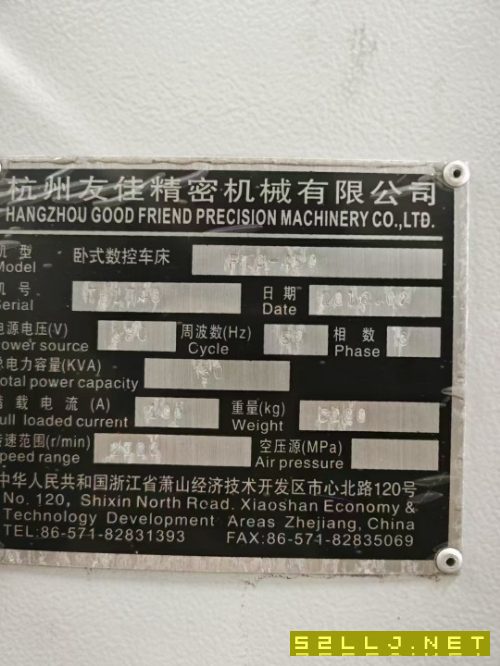 杭州友佳精密机械有限公司
HANGZHOU GOOD FRIEND PRECISION MACHINERY CO.,LTD.
机型 卧式数控车床
Model
机号 日期
Serial Date
电源电压(V) 周波数(Hz) 相数
Power source Cycle Phase
总电力容量(KVA)
Total power capacity
满载电流(A) 重量(kg)
Full loaded current Weight
转速范围(r/min) 空压源(MPa)
Speed range Air pressure
中华人民共和国浙江省萧山经济技术开发区市心北路120号
No. 120, Shixin North Road. Xiaoshan Economy &
Technology Development Areas Zhejiang, China
TEL:86-571-82831393 FAX:86-571-82835069
S2LLJ.NET